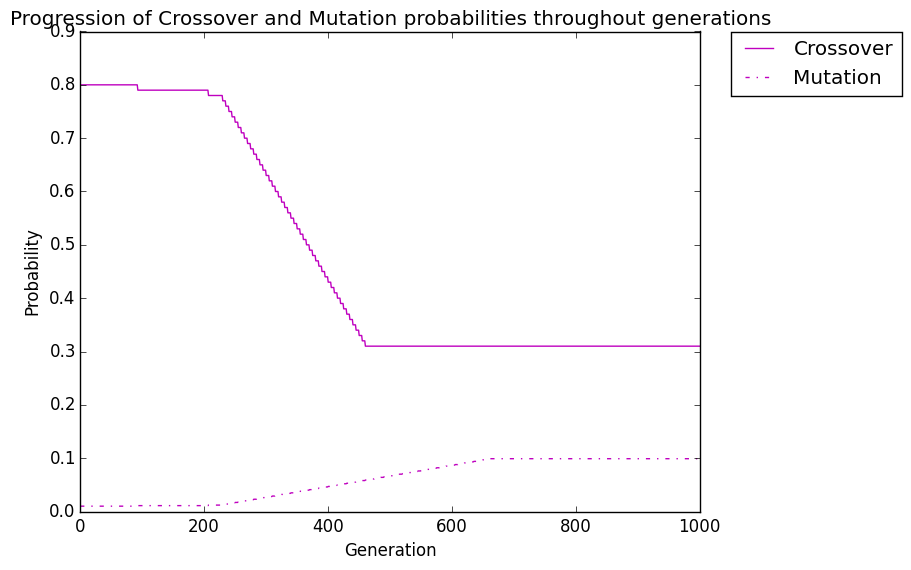 Progression of Crossover and Mutation probabilities throughout generations
0.9
0.8
0.7
0.6
0.5
0.4
0.3
0.2
0.1
0.0
Probability
0 200 400 600 800 1000
Generation
Crossover
Mutation